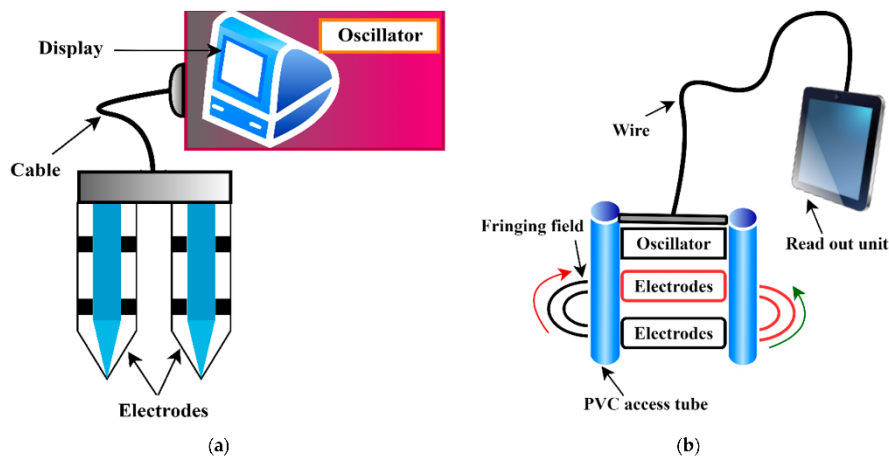 Display
Oscillator
Cable
Electrodes
(a)
Wire
Read out unit
Fringing field
Oscillator
Electrodes
Electrodes
PVC access tube
(b)